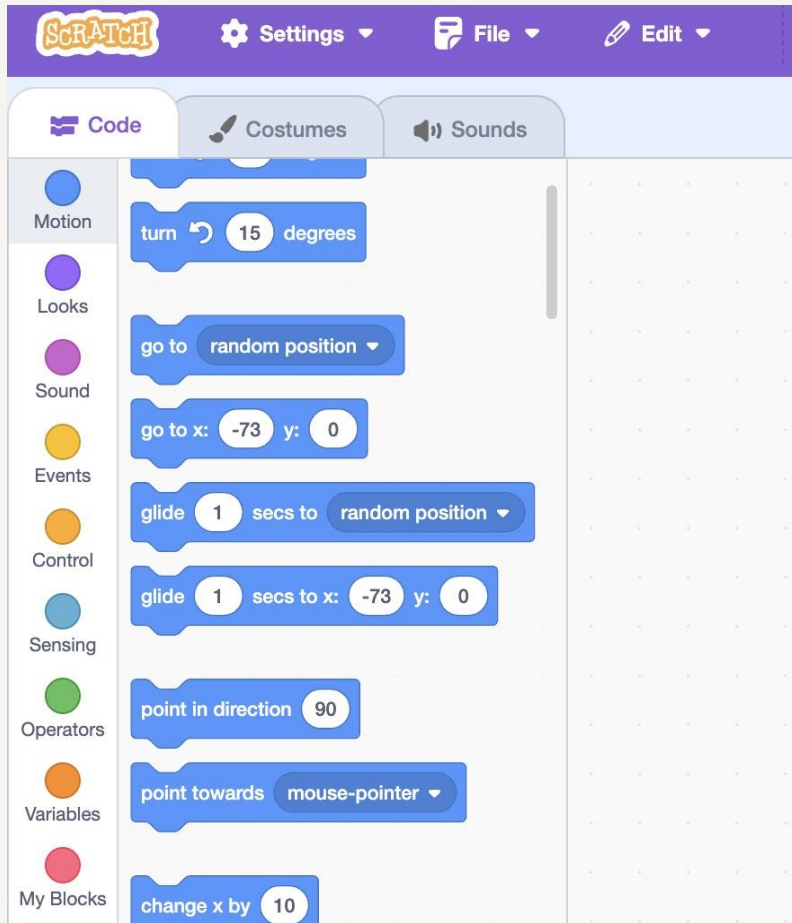 SCRATCH Settings File Edit
Code Costumes Sounds
Motion
Looks
Sound
Events
Control
Sensing
Operators
Variables
My Blocks
turn 15 degrees
go to random position
go to x: -73 y: 0
glide 1 secs to random position
glide 1 secs to x: -73 y: 0
point in direction 90
point towards mouse-pointer
change x by 10